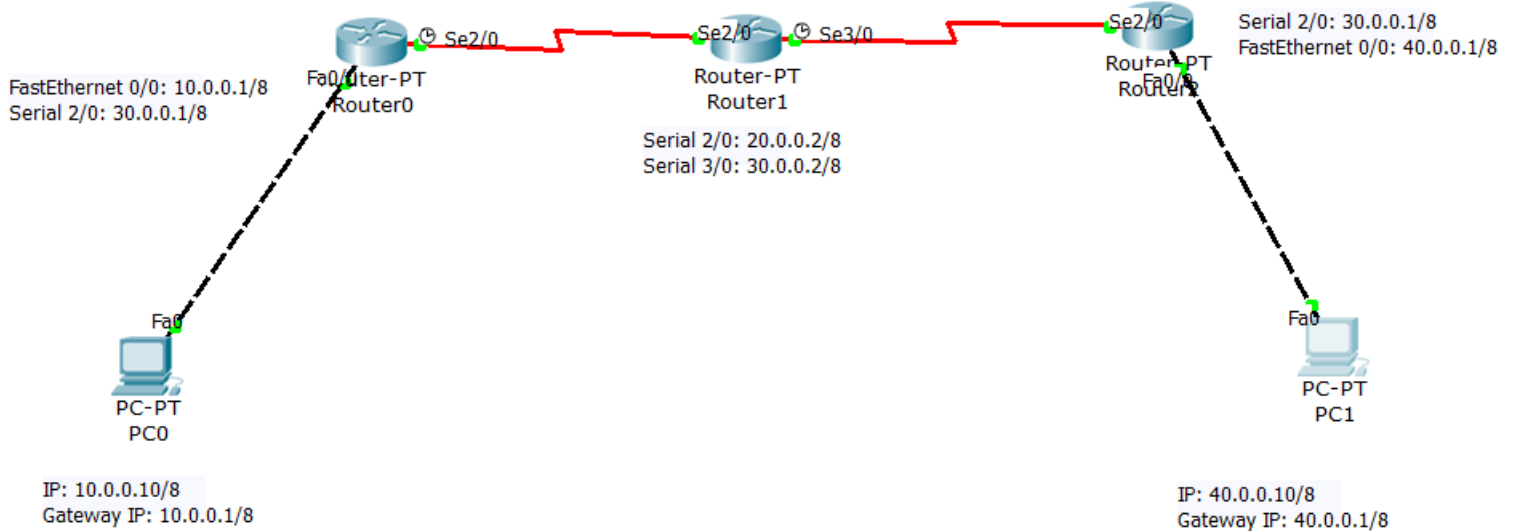 Se2/0
Se2/0
Se3/0
Se2/0
Serial 2/0: 30.0.0.1/8
FastEthernet 0/0: 40.0.0.1/8
FastEthernet 0/0: 10.0.0.1/8
Serial 2/0: 30.0.0.1/8
Router0
Router-PT
Router1
Router-PT
Serial 2/0: 20.0.0.2/8
Serial 3/0: 30.0.0.2/8
Fa0
PC-PT
PC0
IP: 10.0.0.10/8
Gateway IP: 10.0.0.1/8
Fa0
PC-PT
PC1
IP: 40.0.0.10/8
Gateway IP: 40.0.0.1/8